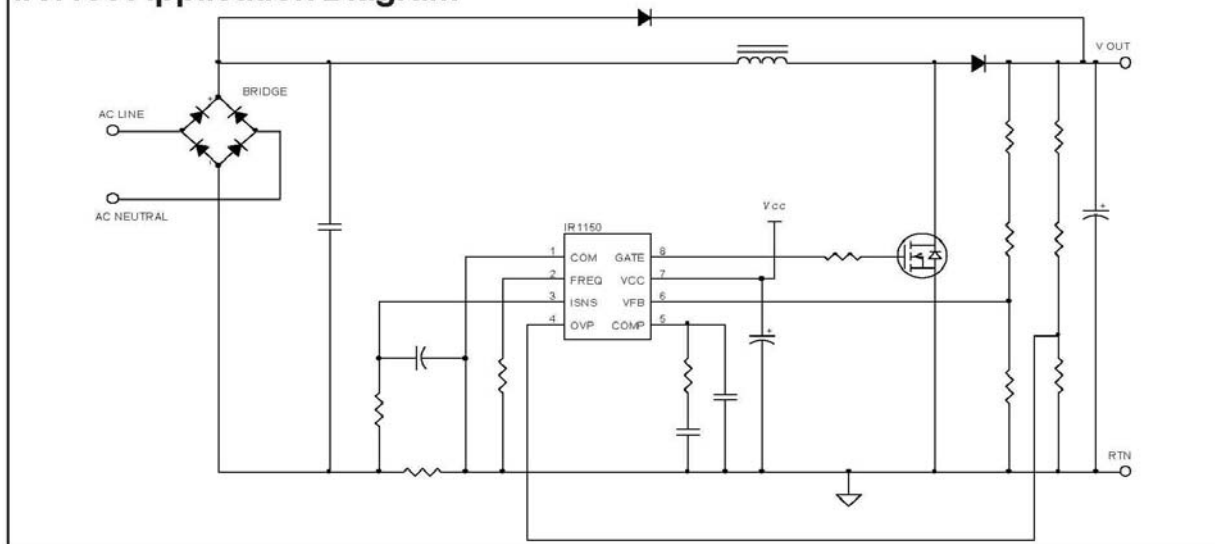 V OUT
BRIDGE
+
AC LINE
-
AC NEUTRAL
Vcc
+
IR1150
1 COM GATE 8
2 FREQ VCC 7
3 ISNS VFB 6
4 OVP COMP 5
+
RTN